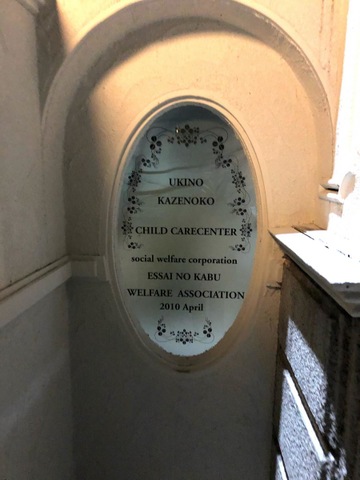 UKINO
KAZENOKO
CHILD CARECENTER
social welfare corporation
ESSAI NO KABU
WELFARE ASSOCIATION
2010 April